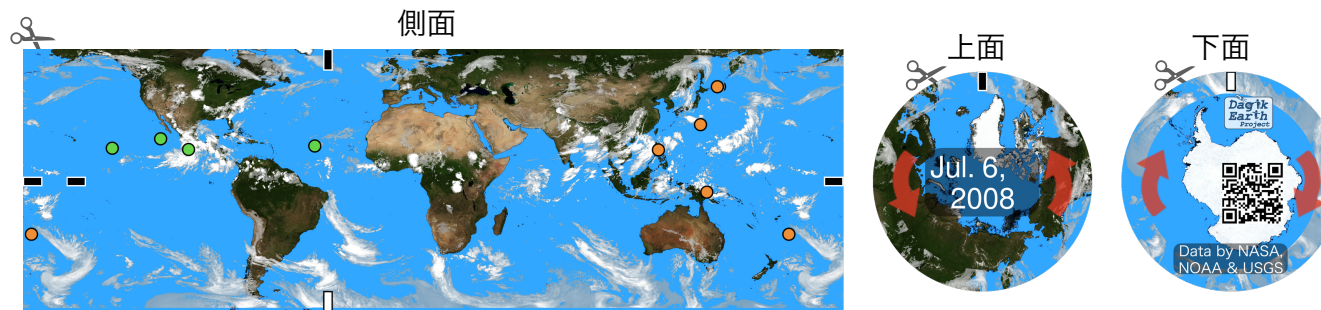 側面
上面
下面
Jul. 6,
2008
Dagik
Earth
Project
Data by NASA,
NOAA & USGS